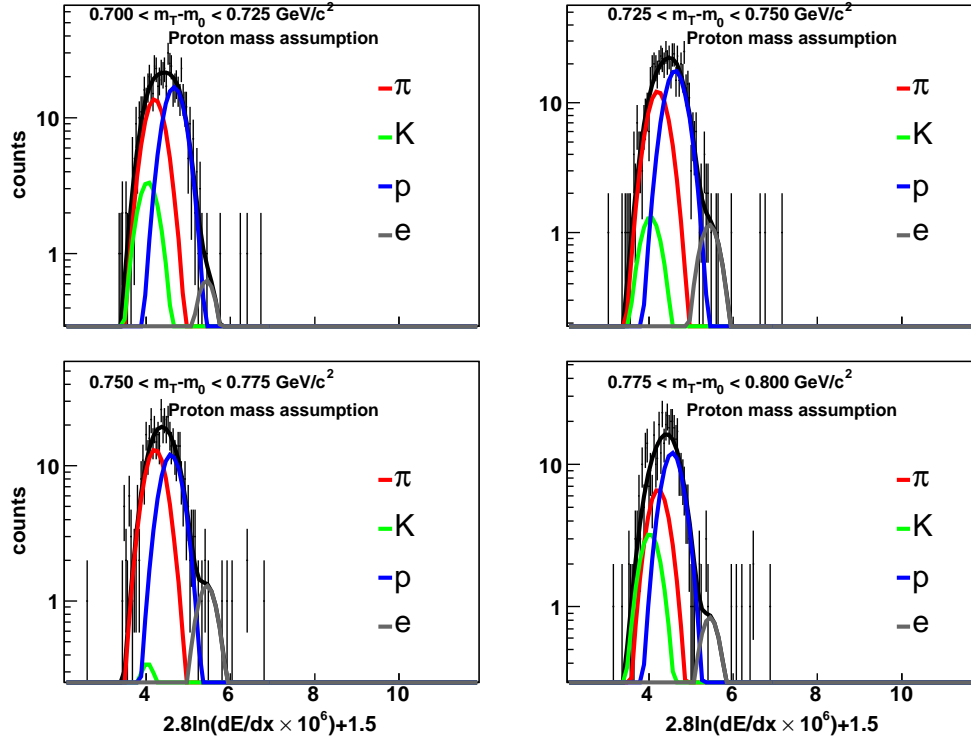 0.700 < m_T-m_0 < 0.725 GeV/c^2
Proton mass assumption
counts
10
1
π
K
p
e
0.725 < m_T-m_0 < 0.750 GeV/c^2
Proton mass assumption
10
1
π
K
p
e
0.750 < m_T-m_0 < 0.775 GeV/c^2
Proton mass assumption
counts
10
1
π
K
p
e
4 6 8 10
2.8ln(dE/dx × 10^6)+1.5
0.775 < m_T-m_0 < 0.800 GeV/c^2
Proton mass assumption
10
1
π
K
p
e
4 6 8 10
2.8ln(dE/dx × 10^6)+1.5